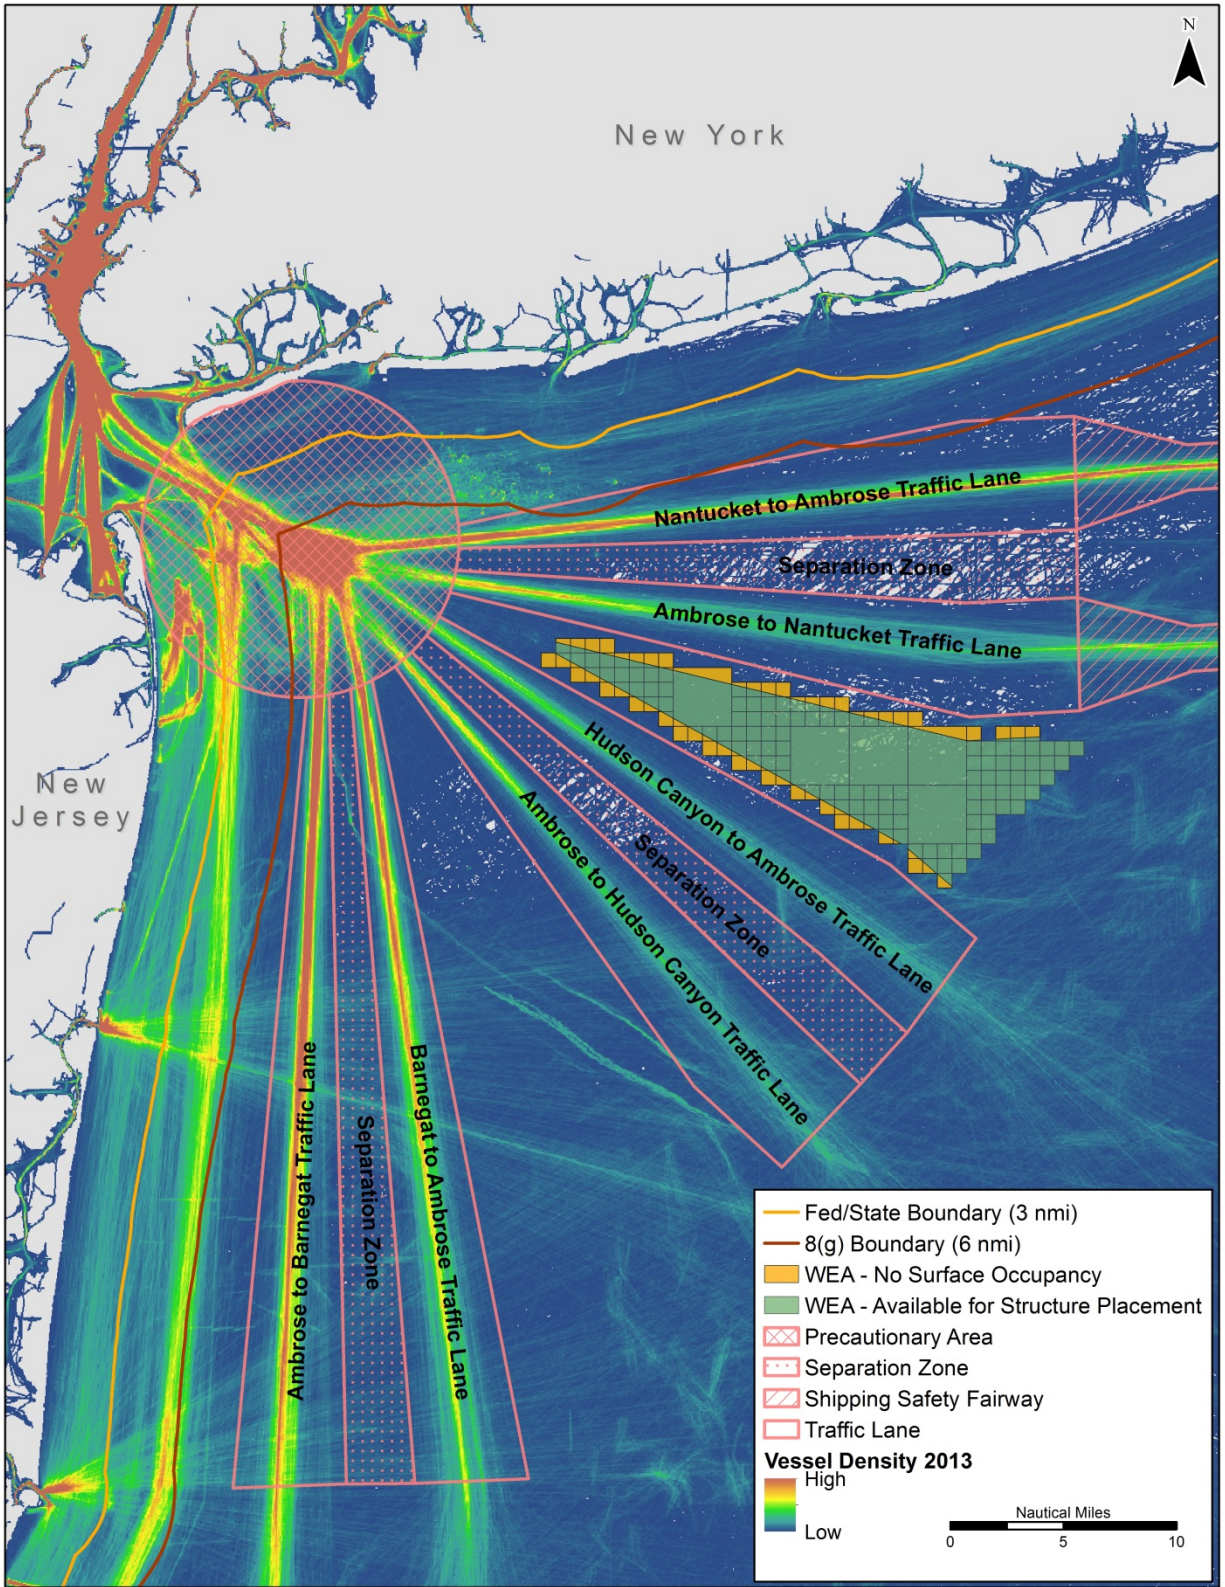 N
New York
Nantucket to Ambrose Traffic Lane
Separation Zone
Ambrose to Nantucket Traffic Lane
Hudson Canyon to Ambrose Traffic Lane
Separation Zone
Ambrose to Hudson Canyon Traffic Lane
New
Jersey
Ambrose to Barnegat Traffic Lane
Separation Zone
Barnegat to Ambrose Traffic Lane
Fed/State Boundary (3 nmi)
8(g) Boundary (6 nmi)
WEA - No Surface Occupancy
WEA - Available for Structure Placement
Precautionary Area
Separation Zone
Shipping Safety Fairway
Traffic Lane
Vessel Density 2013
High
Low
Nautical Miles
0 5 10